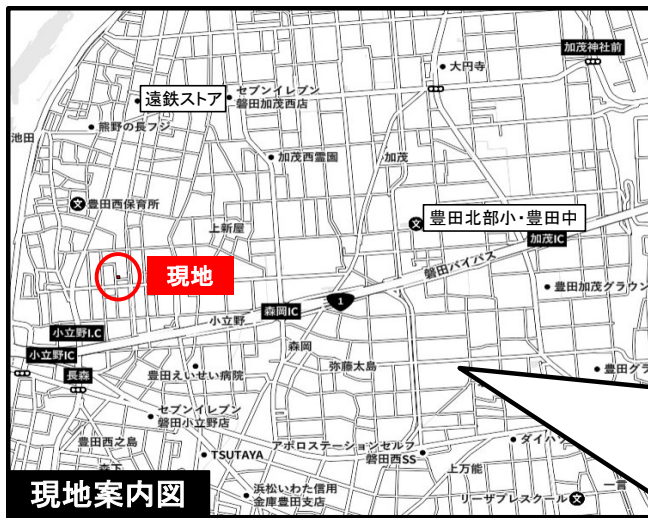 加茂神社前
大円寺
遠鉄ストア
セブンイレブン
磐田加茂西店
池田
熊野の長フジ
加茂西霊園
加茂
豊田西保育所
文
文
豊田北部小・豊田中
上新屋
加茂IC
磐田バイパス
現地
豊田加茂グラウン
森岡IC
1
小立野
小立野I.C
小立野IC
森岡
長森
豊田えいせい病院
弥藤太島
豊田グラ
セブンイレブン
磐田小立野店
豊田西之島
TSUTAYA
アポロステーションセルフ
磐田西SS
ダイハツ
上万能
森下
浜松いわた信用
金庫豊田支店
リーザプレスクール
文
一言
現地案内図